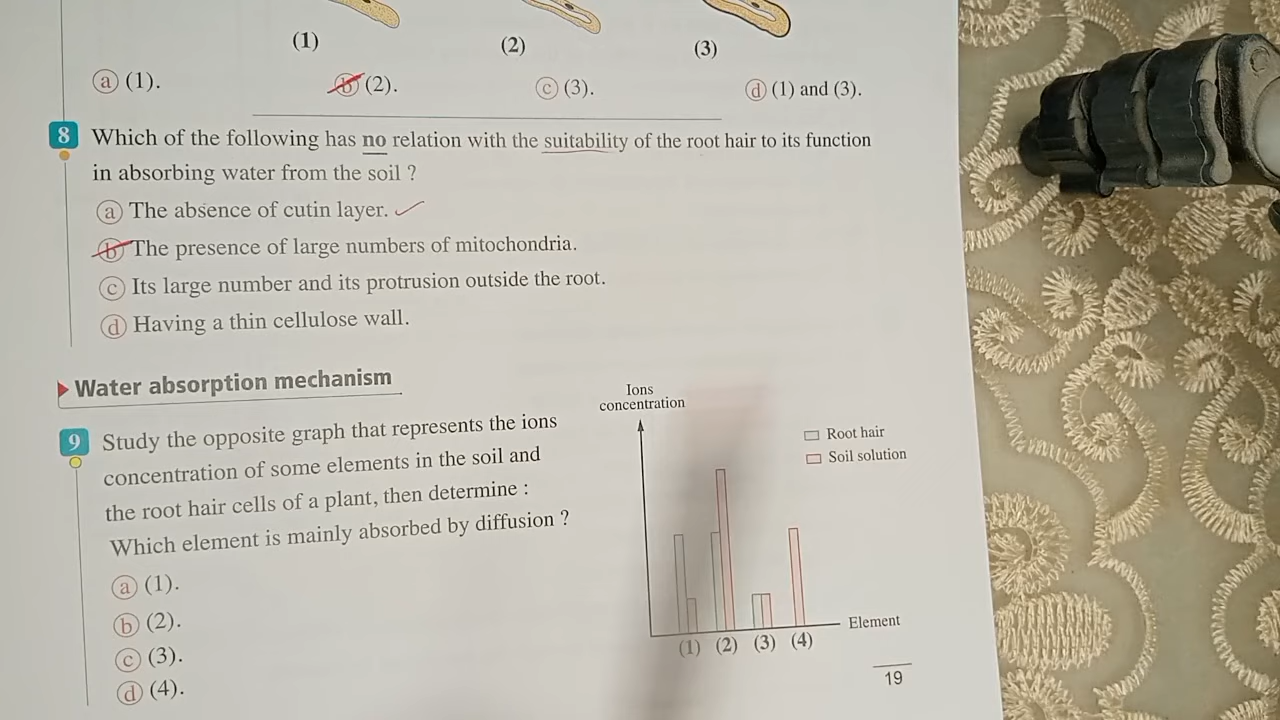 (1) (2) (3)
a (1). b (2). c (3). d (1) and (3).
8 Which of the following has no relation with the suitability of the root hair to its function
in absorbing water from the soil ?
a The absence of cutin layer.
b The presence of large numbers of mitochondria.
c Its large number and its protrusion outside the root.
d Having a thin cellulose wall.
Water absorption mechanism
9 Study the opposite graph that represents the ions
concentration of some elements in the soil and
the root hair cells of a plant, then determine :
Which element is mainly absorbed by diffusion ?
a (1).
b (2).
c (3).
d (4).
Ions
concentration
Root hair
Soil solution
Element
(1) (2) (3) (4)
19